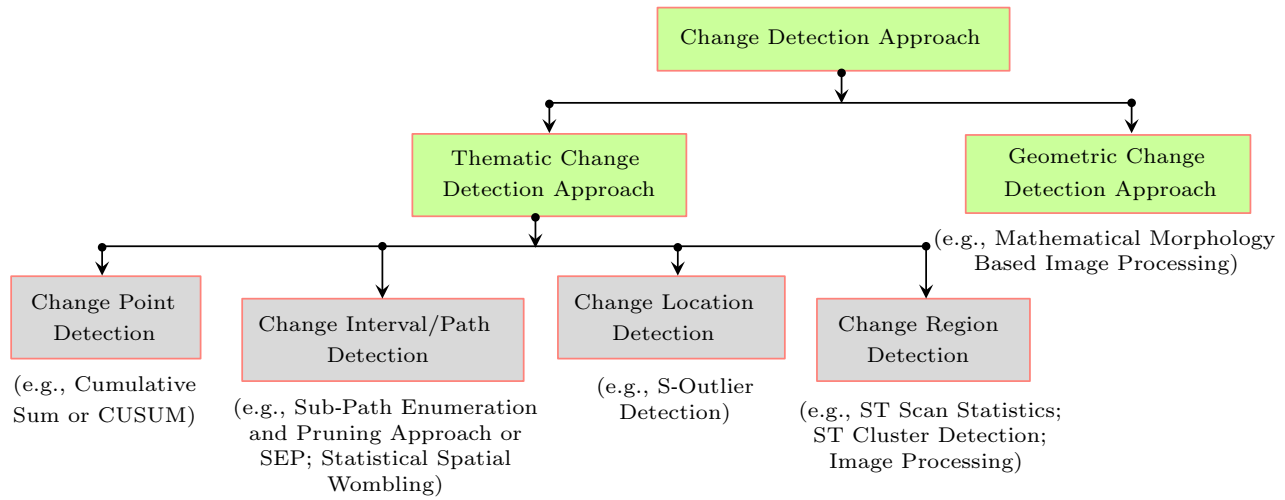 Change Detection Approach
Thematic Change
Detection Approach
Geometric Change
Detection Approach
(e.g., Mathematical Morphology
Based Image Processing)
Change Point
Detection
(e.g., Cumulative
Sum or CUSUM)
Change Interval/Path
Detection
(e.g., Sub-Path Enumeration
and Pruning Approach or
SEP; Statistical Spatial
Wombling)
Change Location
Detection
(e.g., S-Outlier
Detection)
Change Region
Detection
(e.g., ST Scan Statistics;
ST Cluster Detection;
Image Processing)